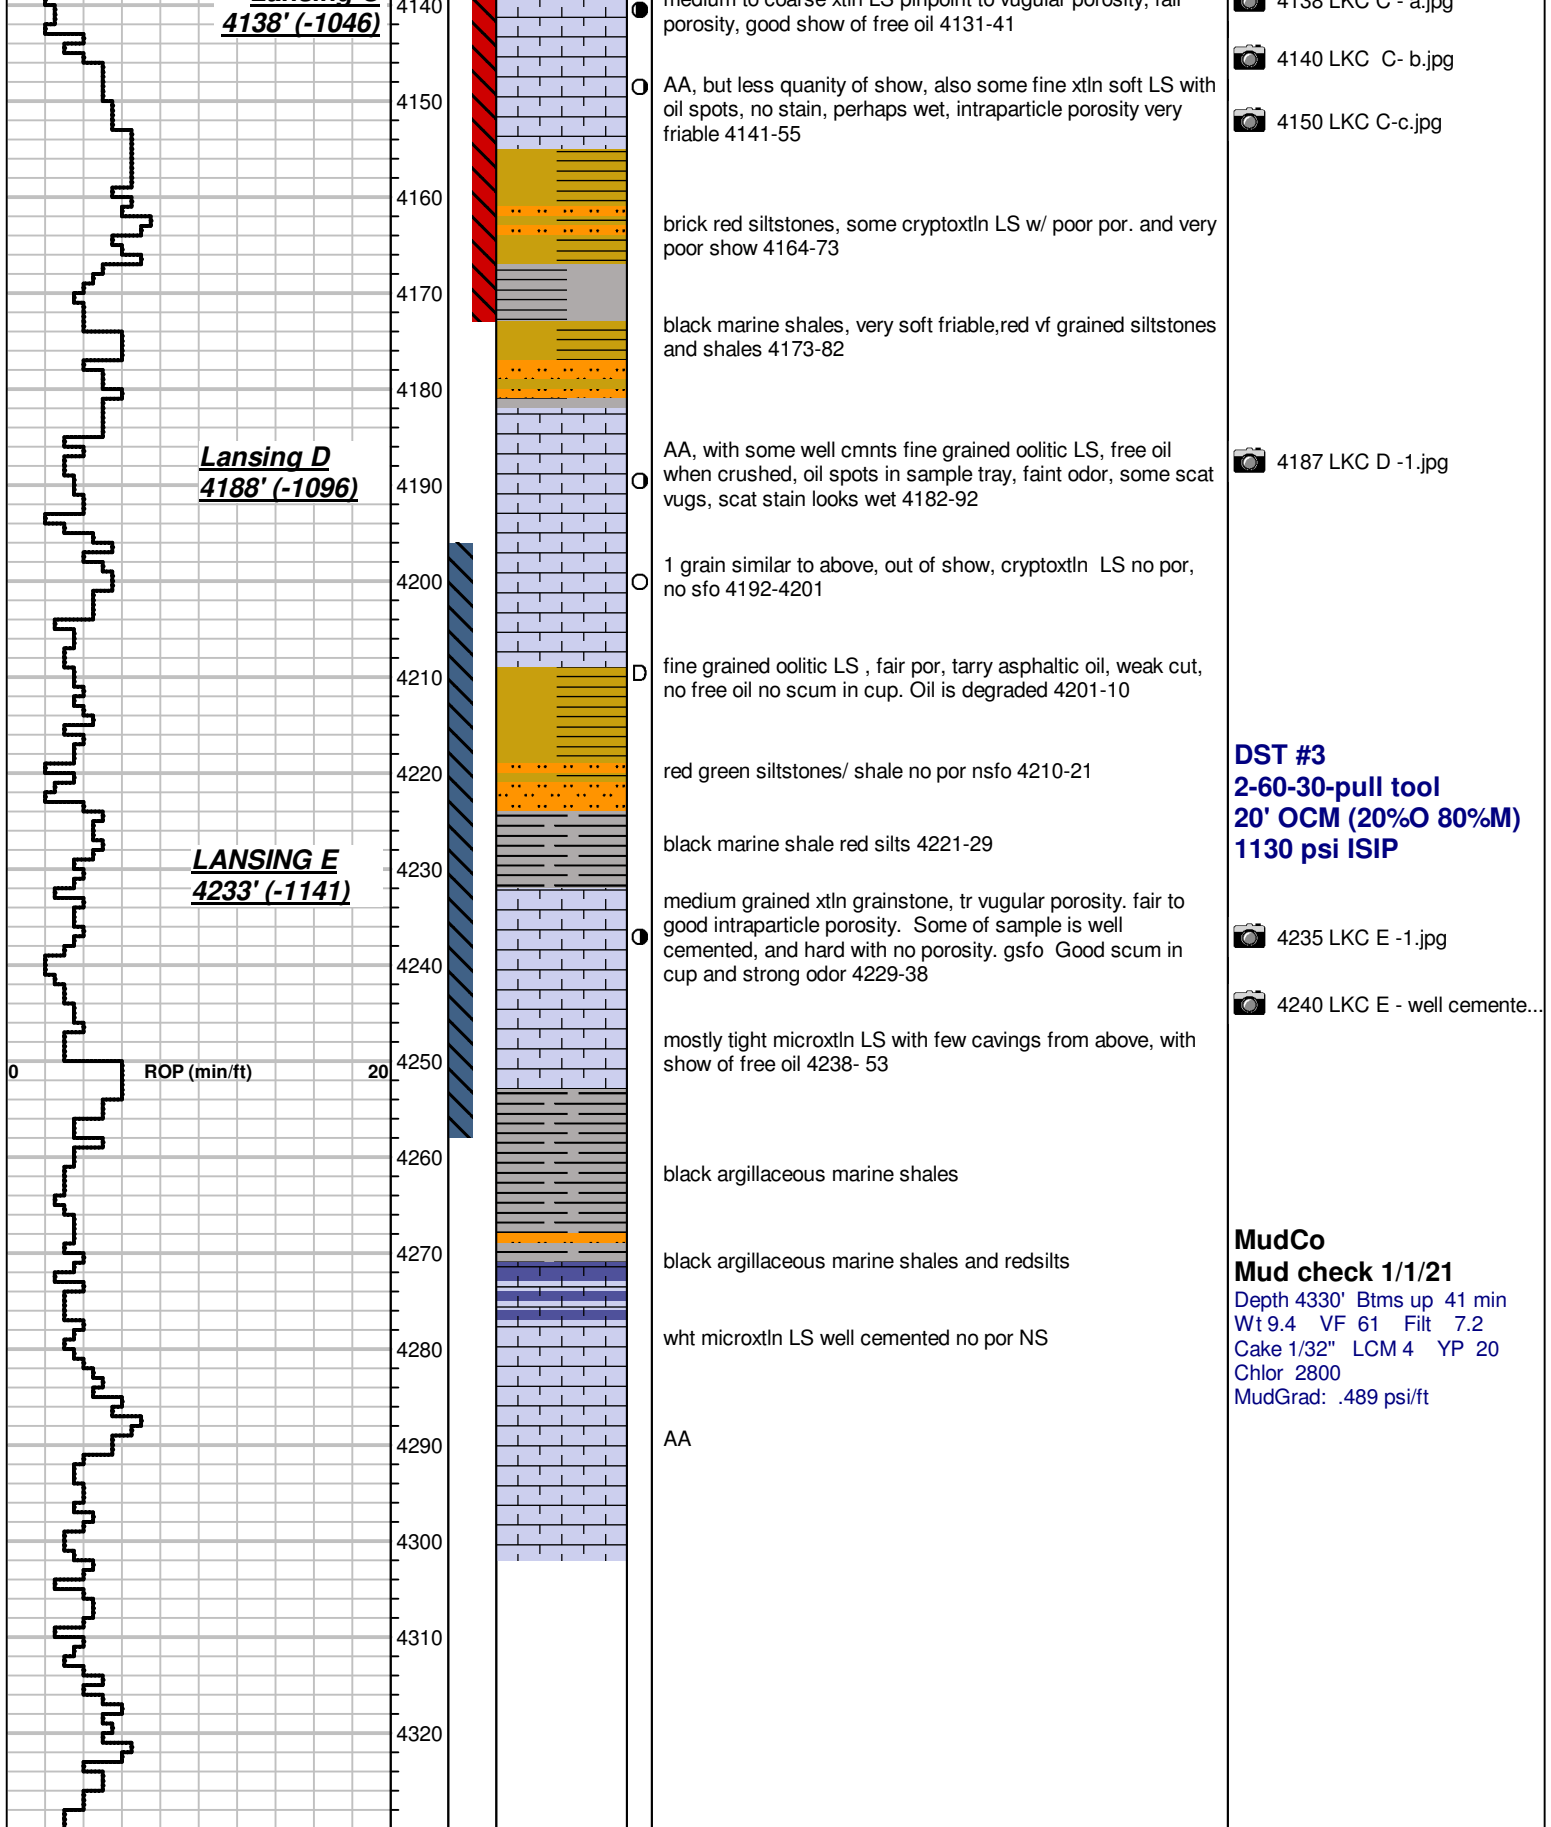 4138' (-1046)
4140
4150
4160
4170
4180
Lansing D
4188' (-1096)
4190
4200
4210
4220
LANSING E
4233' (-1141)
4230
4240
0 ROP (min/ft) 20
4250
4260
4270
4280
4290
4300
4310
4320
medium to coarse xtln LS pinpoint to vugular porosity, fair
porosity, good show of free oil 4131-41
AA, but less quanity of show, also some fine xtln soft LS with
oil spots, no stain, perhaps wet, intraparticle porosity very
friable 4141-55
brick red siltstones, some cryptoxtln LS w/ poor por. and very
poor show 4164-73
black marine shales, very soft friable,red vf grained siltstones
and shales 4173-82
AA, with some well cmnts fine grained oolitic LS, free oil
when crushed, oil spots in sample tray, faint odor, some scat
vugs, scat stain looks wet 4182-92
1 grain similar to above, out of show, cryptoxtln LS no por,
no sfo 4192-4201
D
fine grained oolitic LS , fair por, tarry asphaltic oil, weak cut,
no free oil no scum in cup. Oil is degraded 4201-10
red green siltstones/ shale no por nsfo 4210-21
black marine shale red silts 4221-29
medium grained xtln grainstone, tr vugular porosity. fair to
good intraparticle porosity. Some of sample is well
cemented, and hard with no porosity. gsfo Good scum in
cup and strong odor 4229-38
mostly tight microxtln LS with few cavings from above, with
show of free oil 4238- 53
black argillaceous marine shales
black argillaceous marine shales and redsilts
wht microxtln LS well cemented no por NS
AA
4138 LKC C - a.jpg
4140 LKC C- b.jpg
4150 LKC C-c.jpg
4187 LKC D -1.jpg
DST #3
2-60-30-pull tool
20' OCM (20%O 80%M)
1130 psi ISIP
4235 LKC E -1.jpg
4240 LKC E - well cemente...
MudCo
Mud check 1/1/21
Depth 4330' Btms up 41 min
Wt 9.4 VF 61 Filt 7.2
Cake 1/32" LCM 4 YP 20
Chlor 2800
MudGrad: .489 psi/ft